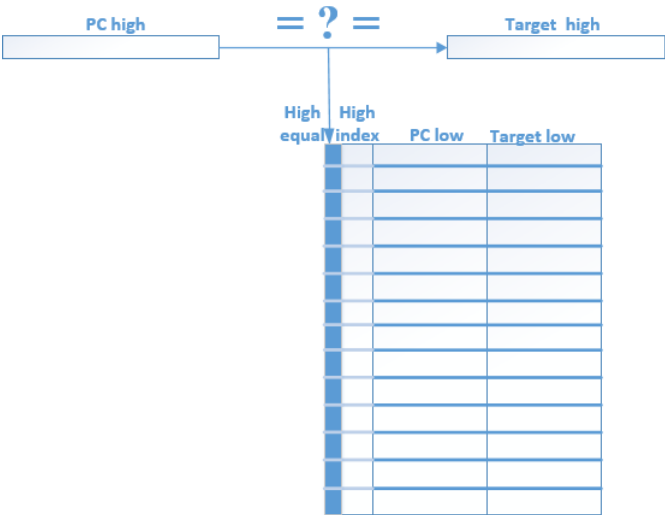 PC high = ? = Target high
High High
equal index PC low Target low